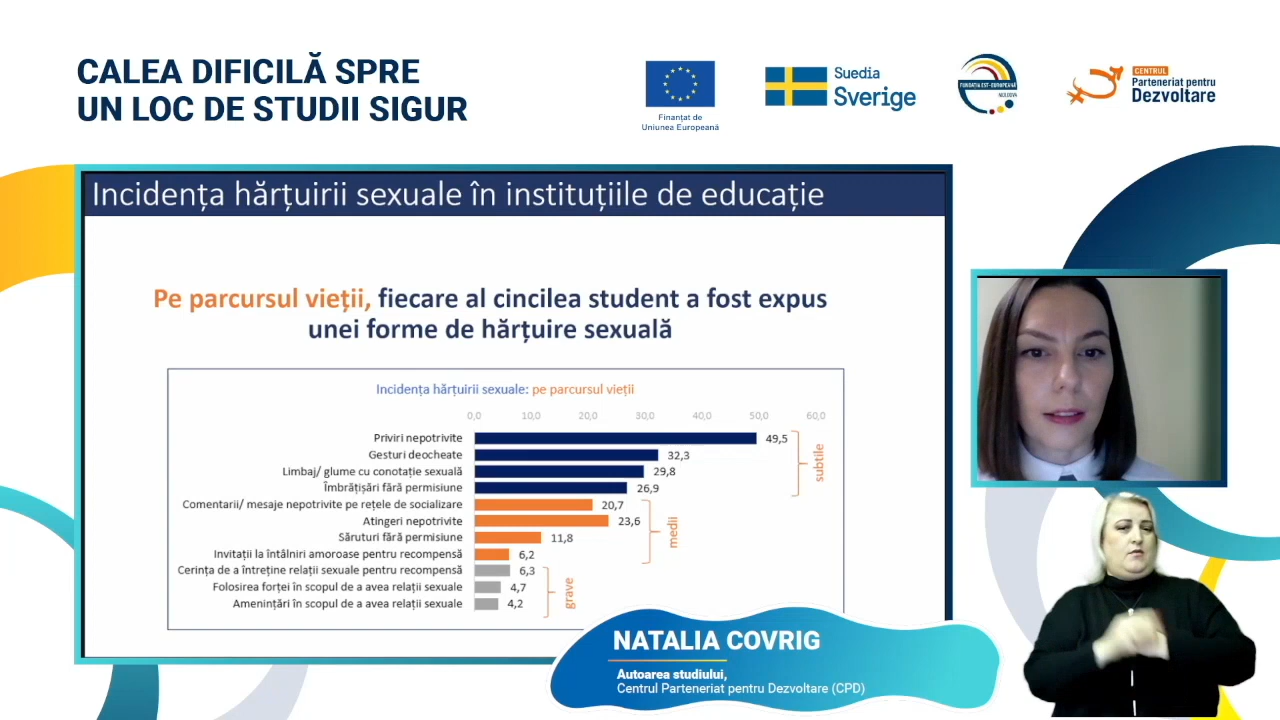 CALEA DIFICILĂ SPRE
UN LOC DE STUDII SIGUR
Finanțat de
Uniunea Europeană
Suedia
Sverige
FUNDAȚIA EST-EUROPEANĂ
MOLDOVA
CENTRUL
Parteneriat pentru
Dezvoltare
Incidența hărțuirii sexuale în instituțiile de educație
Pe parcursul vieții, fiecare al cincilea student a fost expus
unei forme de hărțuire sexuală
Incidența hărțuirii sexuale: pe parcursul vieții
0,0 10,0 20,0 30,0 40,0 50,0 60,0
Priviri nepotrivite 49,5
Gesturi deocheate 32,3
Limbaj/ glume cu conotație sexuală 29,8
Îmbrățișări fără permisiune 26,9
subtile
Comentarii/ mesaje nepotrivite pe rețele de socializare 20,7
Atingeri nepotrivite 23,6
Săruturi fără permisiune 11,8
Invitații la întâlniri amoroase pentru recompensă 6,2
medii
Cerința de a întreține relații sexuale pentru recompensă 6,3
Folosirea forței în scopul de a avea relații sexuale 4,7
Amenințări în scopul de a avea relații sexuale 4,2
grave
NATALIA COVRIG
Autoarea studiului,
Centrul Parteneriat pentru Dezvoltare (CPD)